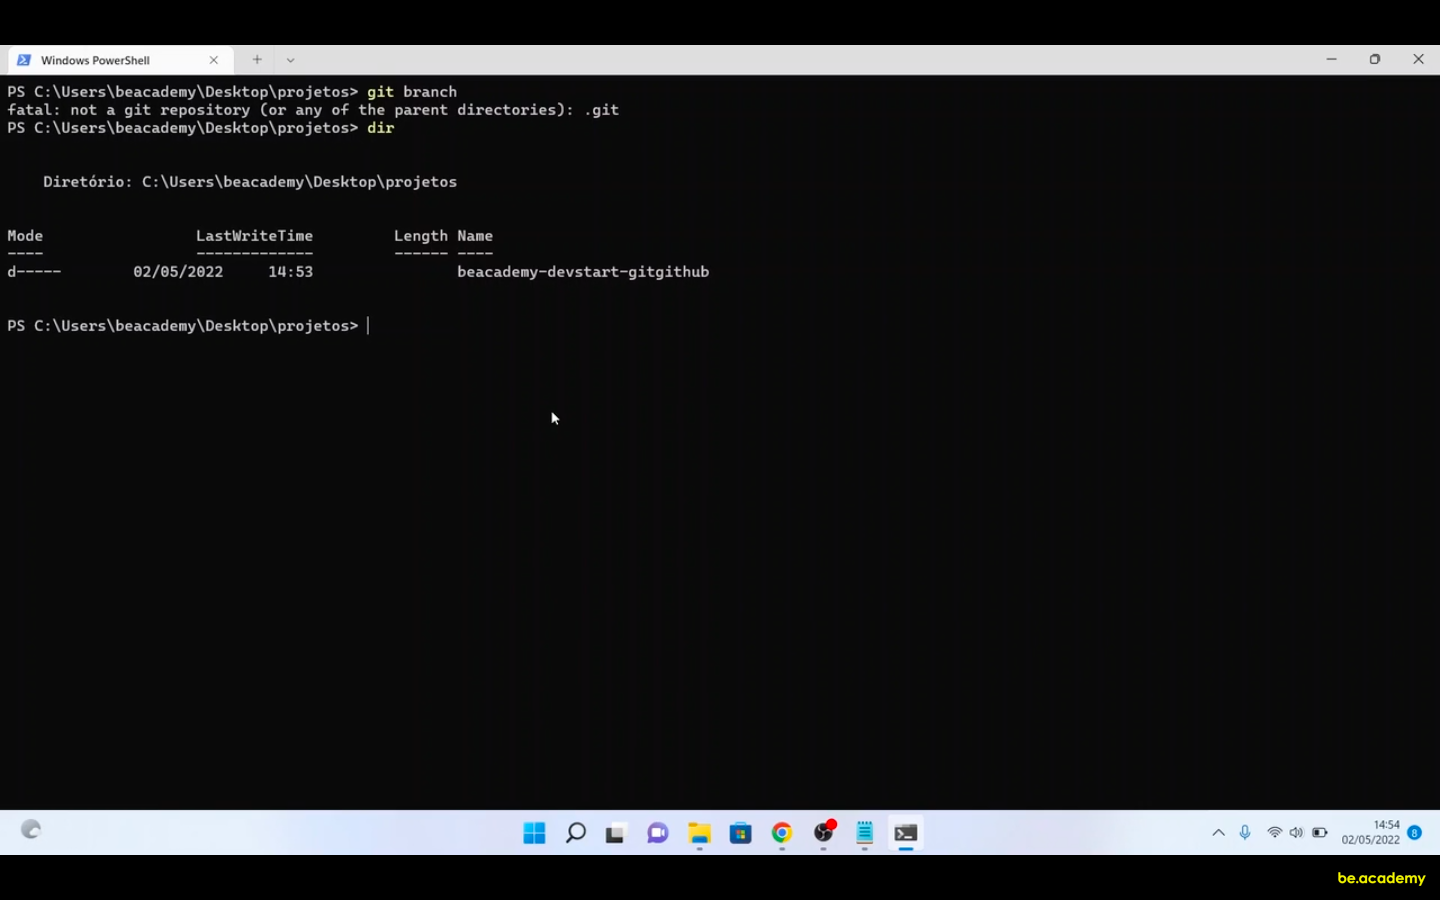 Windows PowerShell
PS C:\Users\beacademy\Desktop\projetos> git branch
fatal: not a git repository (or any of the parent directories): .git
PS C:\Users\beacademy\Desktop\projetos> dir
Diretório: C:\Users\beacademy\Desktop\projetos
Mode LastWriteTime Length Name
---- ------------- ------ ----
d----- 02/05/2022 14:53 beacademy-devstart-gitgithub
PS C:\Users\beacademy\Desktop\projetos>
14:54
02/05/2022 8
be.academy